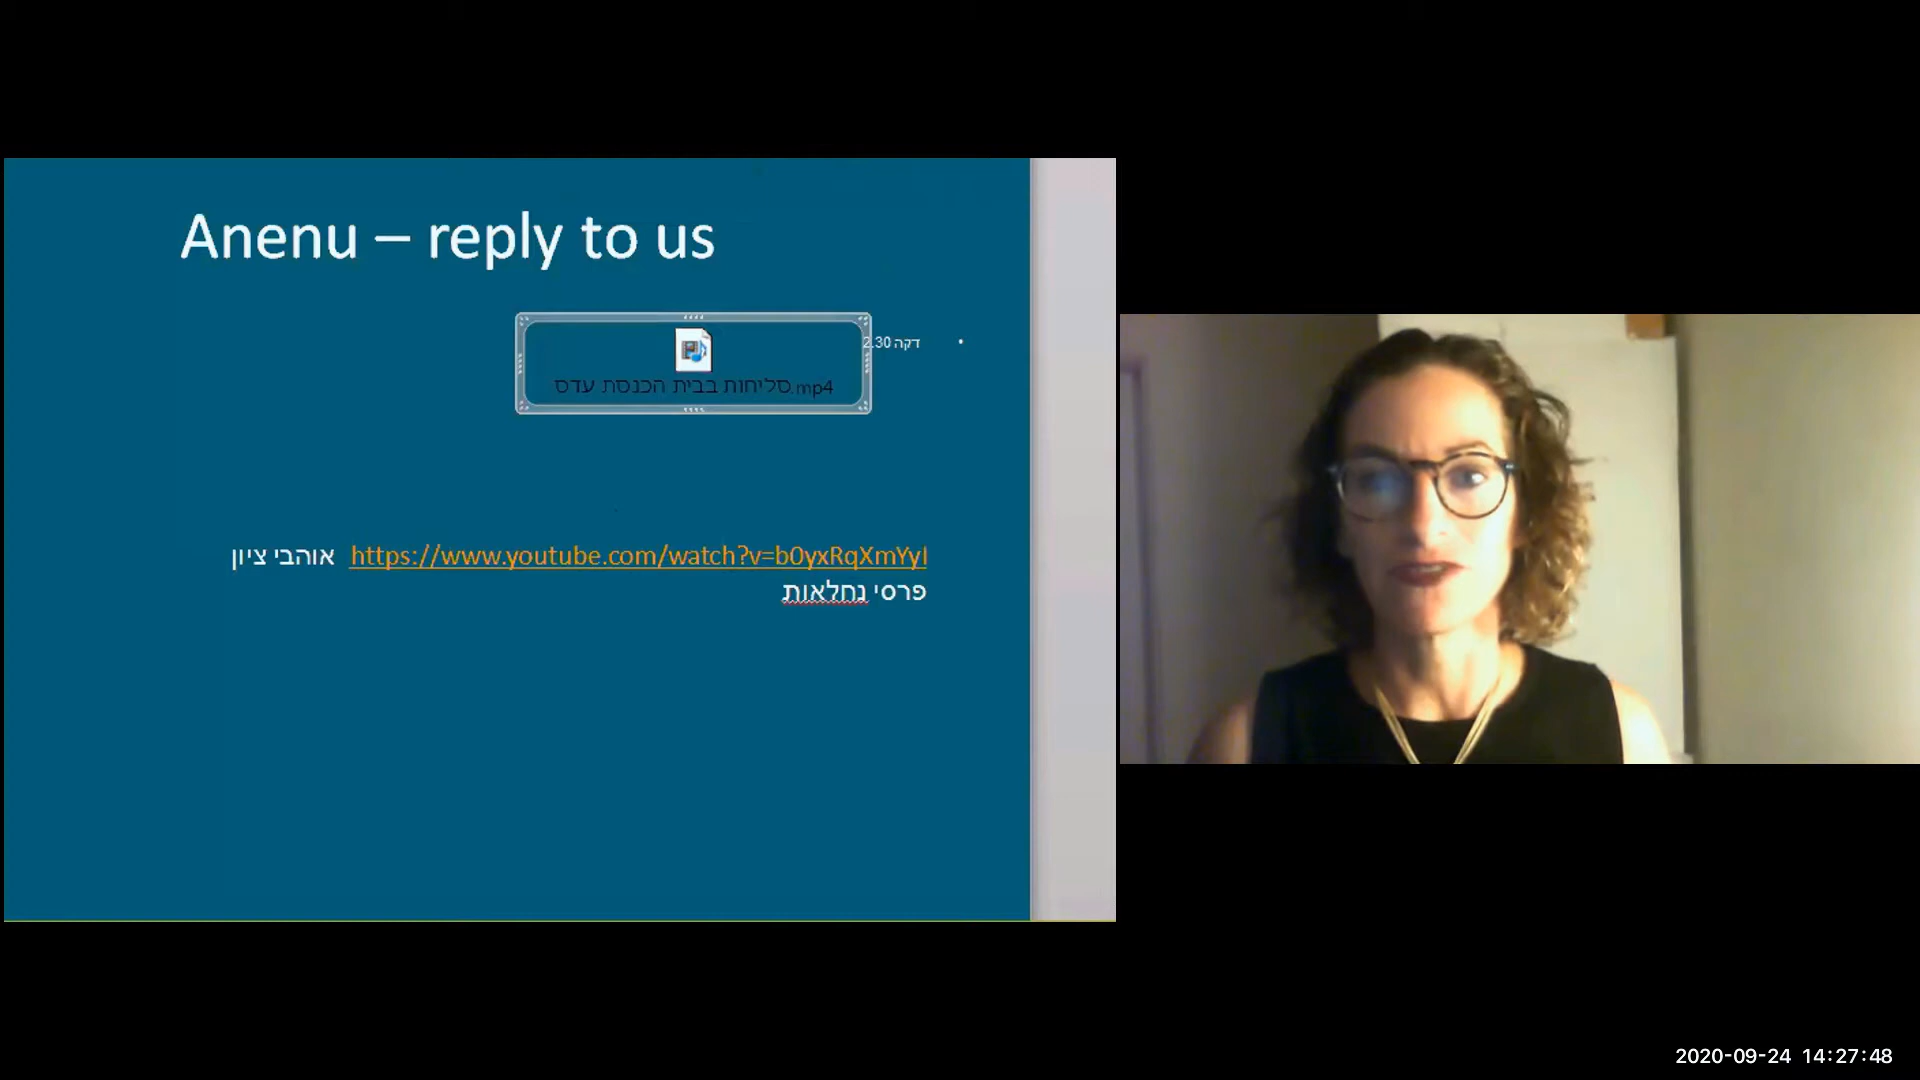 Anenu – reply to us
דקה 2.30
סליחות בבית הכנסת עדס.mp4
https://www.youtube.com/watch?v=b0yxRqXmYyI אוהבי ציון
פרסי נחלאות
2020-09-24 14:27:48